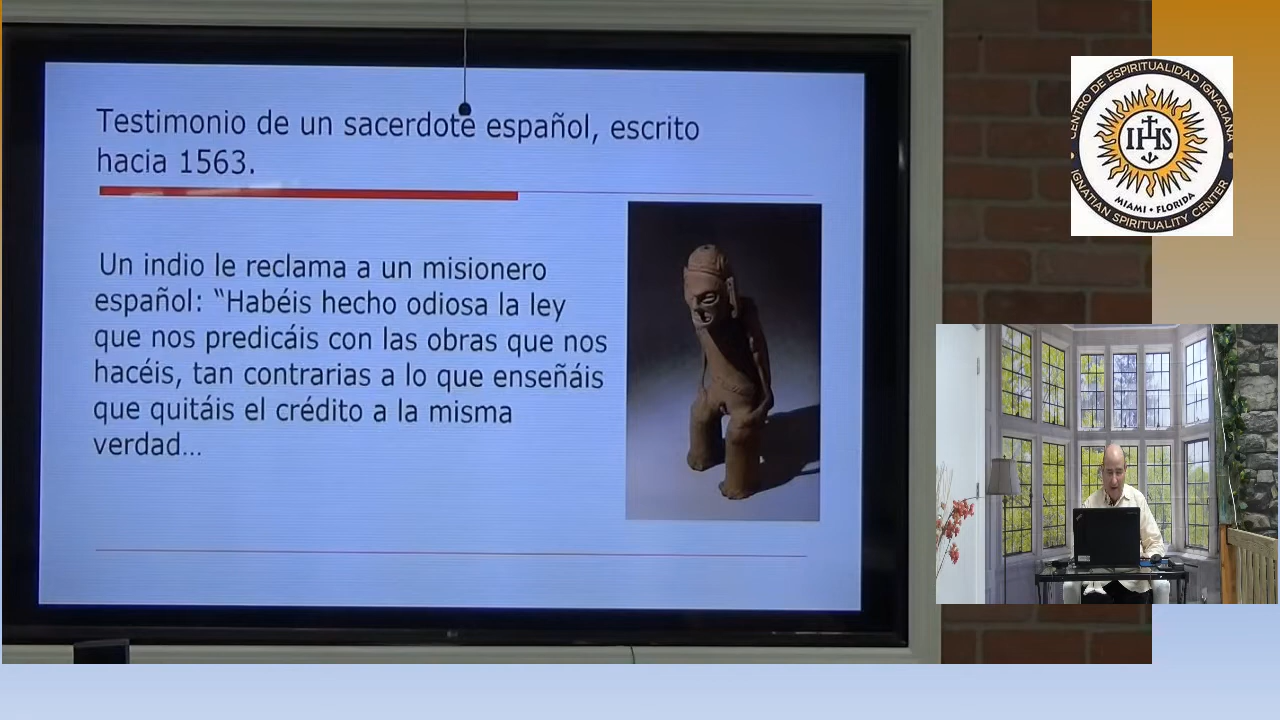 Testimonio de un sacerdote español, escrito
hacia 1563.
Un indio le reclama a un misionero
español: “Habéis hecho odiosa la ley
que nos predicáis con las obras que nos
hacéis, tan contrarias a lo que enseñáis
que quitáis el crédito a la misma
verdad...
CENTRO DE ESPIRITUALIDAD IGNACIANA
IHS
MIAMI • FLORIDA
IGNATIAN SPIRITUALITY CENTER